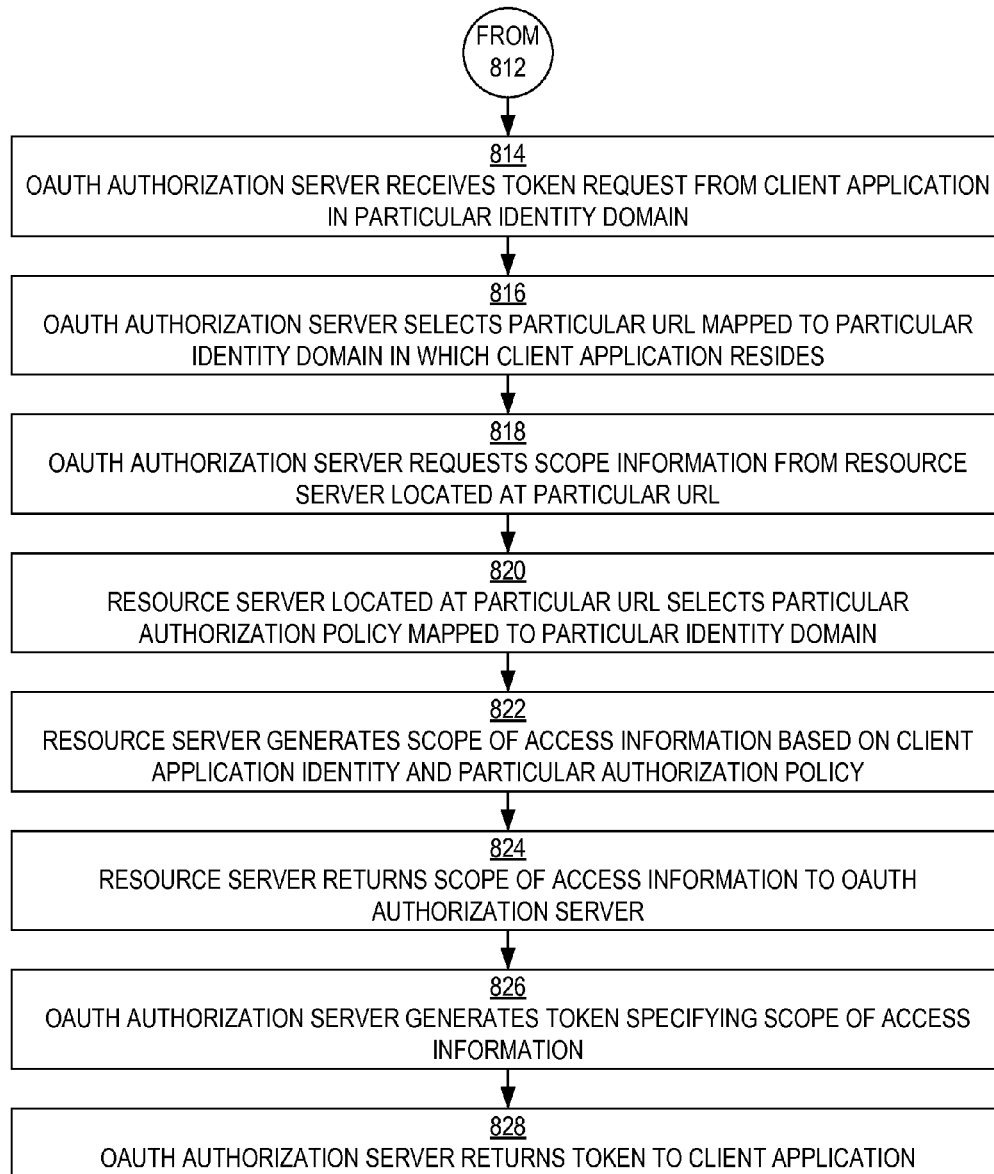 FROM
812
814
OAUTH AUTHORIZATION SERVER RECEIVES TOKEN REQUEST FROM CLIENT APPLICATION
IN PARTICULAR IDENTITY DOMAIN
816
OAUTH AUTHORIZATION SERVER SELECTS PARTICULAR URL MAPPED TO PARTICULAR
IDENTITY DOMAIN IN WHICH CLIENT APPLICATION RESIDES
818
OAUTH AUTHORIZATION SERVER REQUESTS SCOPE INFORMATION FROM RESOURCE
SERVER LOCATED AT PARTICULAR URL
820
RESOURCE SERVER LOCATED AT PARTICULAR URL SELECTS PARTICULAR
AUTHORIZATION POLICY MAPPED TO PARTICULAR IDENTITY DOMAIN
822
RESOURCE SERVER GENERATES SCOPE OF ACCESS INFORMATION BASED ON CLIENT
APPLICATION IDENTITY AND PARTICULAR AUTHORIZATION POLICY
824
RESOURCE SERVER RETURNS SCOPE OF ACCESS INFORMATION TO OAUTH
AUTHORIZATION SERVER
826
OAUTH AUTHORIZATION SERVER GENERATES TOKEN SPECIFYING SCOPE OF ACCESS
INFORMATION
828
OAUTH AUTHORIZATION SERVER RETURNS TOKEN TO CLIENT APPLICATION